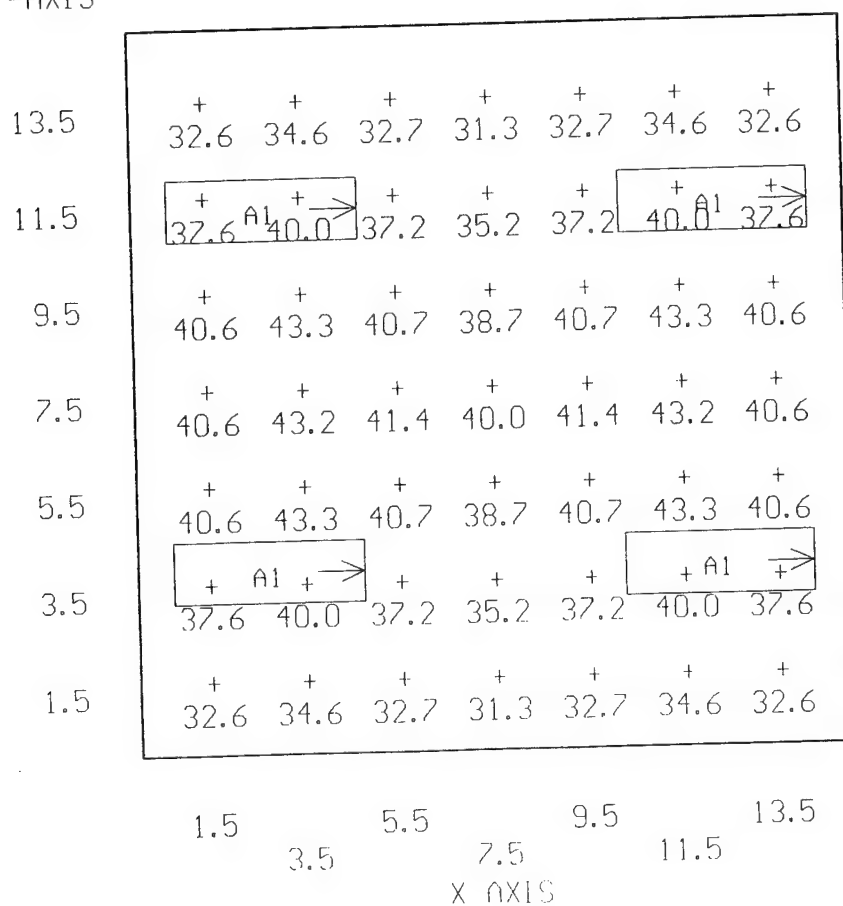 AXIS
+ + + + + + +
13.5 32.6 34.6 32.7 31.3 32.7 34.6 32.6
+ + + + + + +
A1 A1
11.5 37.6 40.0 37.2 35.2 37.2 40.0 37.6
+ + + + + + +
9.5 40.6 43.3 40.7 38.7 40.7 43.3 40.6
+ + + + + + +
7.5 40.6 43.2 41.4 40.0 41.4 43.2 40.6
+ + + + + + +
5.5 40.6 43.3 40.7 38.7 40.7 43.3 40.6
A1 A1
+ + + + + + +
3.5 37.6 40.0 37.2 35.2 37.2 40.0 37.6
+ + + + + + +
1.5 32.6 34.6 32.7 31.3 32.7 34.6 32.6
1.5 5.5 9.5 13.5
3.5 7.5 11.5
X AXIS